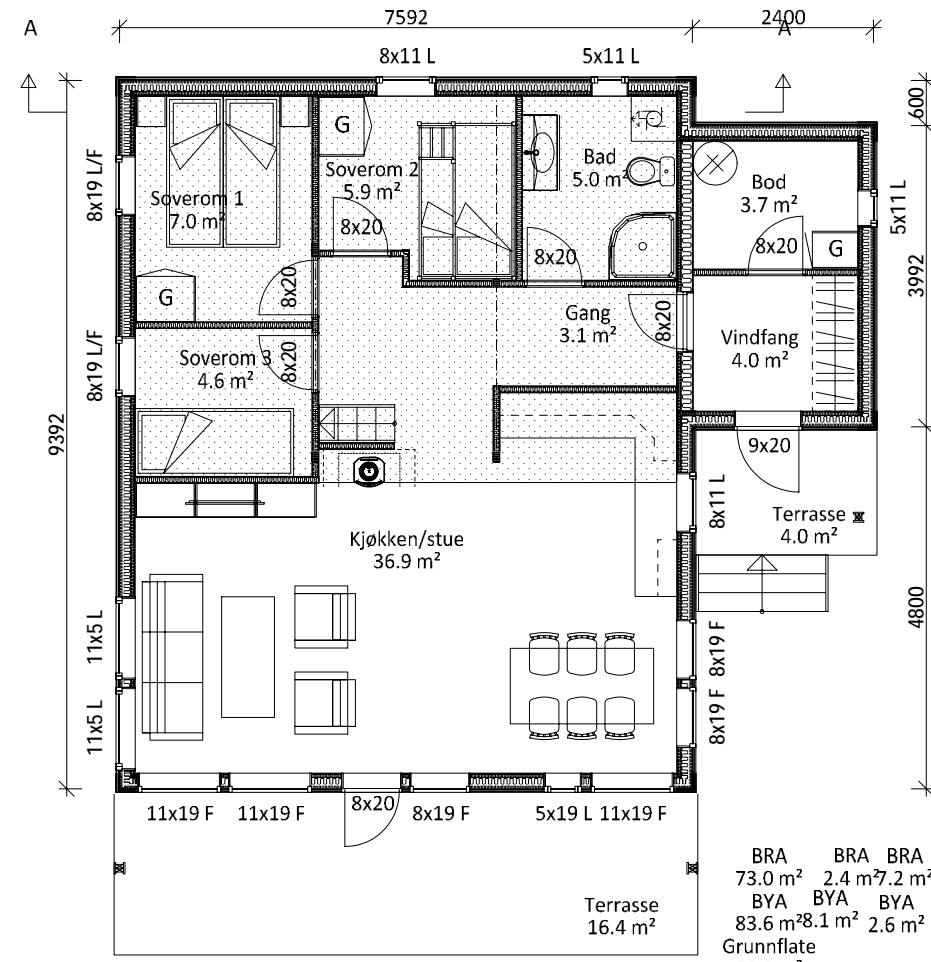 7592
2400
A
A
8x11 L
5x11 L
600
8x19 L/F
G
Soverom 2
5.9 m²
Soverom 1
7.0 m²
Bad
5.0 m²
Bod
3.7 m²
5x11 L
8x20
8x20
8x20
G
8x20
G
3992
Gang
3.1 m²
8x20
Vindfang
4.0 m²
8x19 L/F
Soverom 3
4.6 m²
8x20
9392
9x20
8x11 L
Terrasse
4.0 m²
Kjøkken/stue
36.9 m²
4800
11x5 L
8x19 F
11x5 L
8x19 F
11x19 F
11x19 F
8x20
8x19 F
5x19 L
11x19 F
Terrasse
16.4 m²
BRA
73.0 m²
BRA
2.4 m²
BRA
7.2 m²
BYA
83.6 m²
BYA
8.1 m²
BYA
2.6 m²
Grunnflate